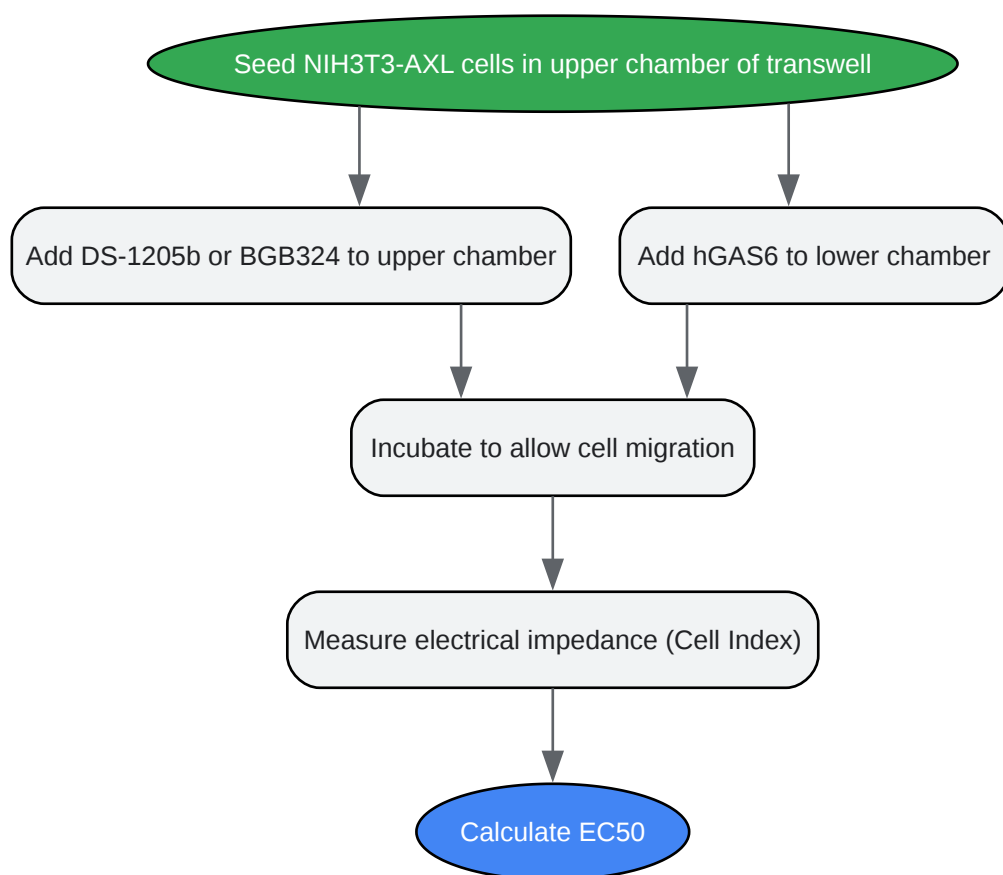 Seed NIH3T3-AXL cells in upper chamber of transwell
Add DS-1205b or BGB324 to upper chamber
Add hGAS6 to lower chamber
Incubate to allow cell migration
Measure electrical impedance (Cell Index)
Calculate EC50